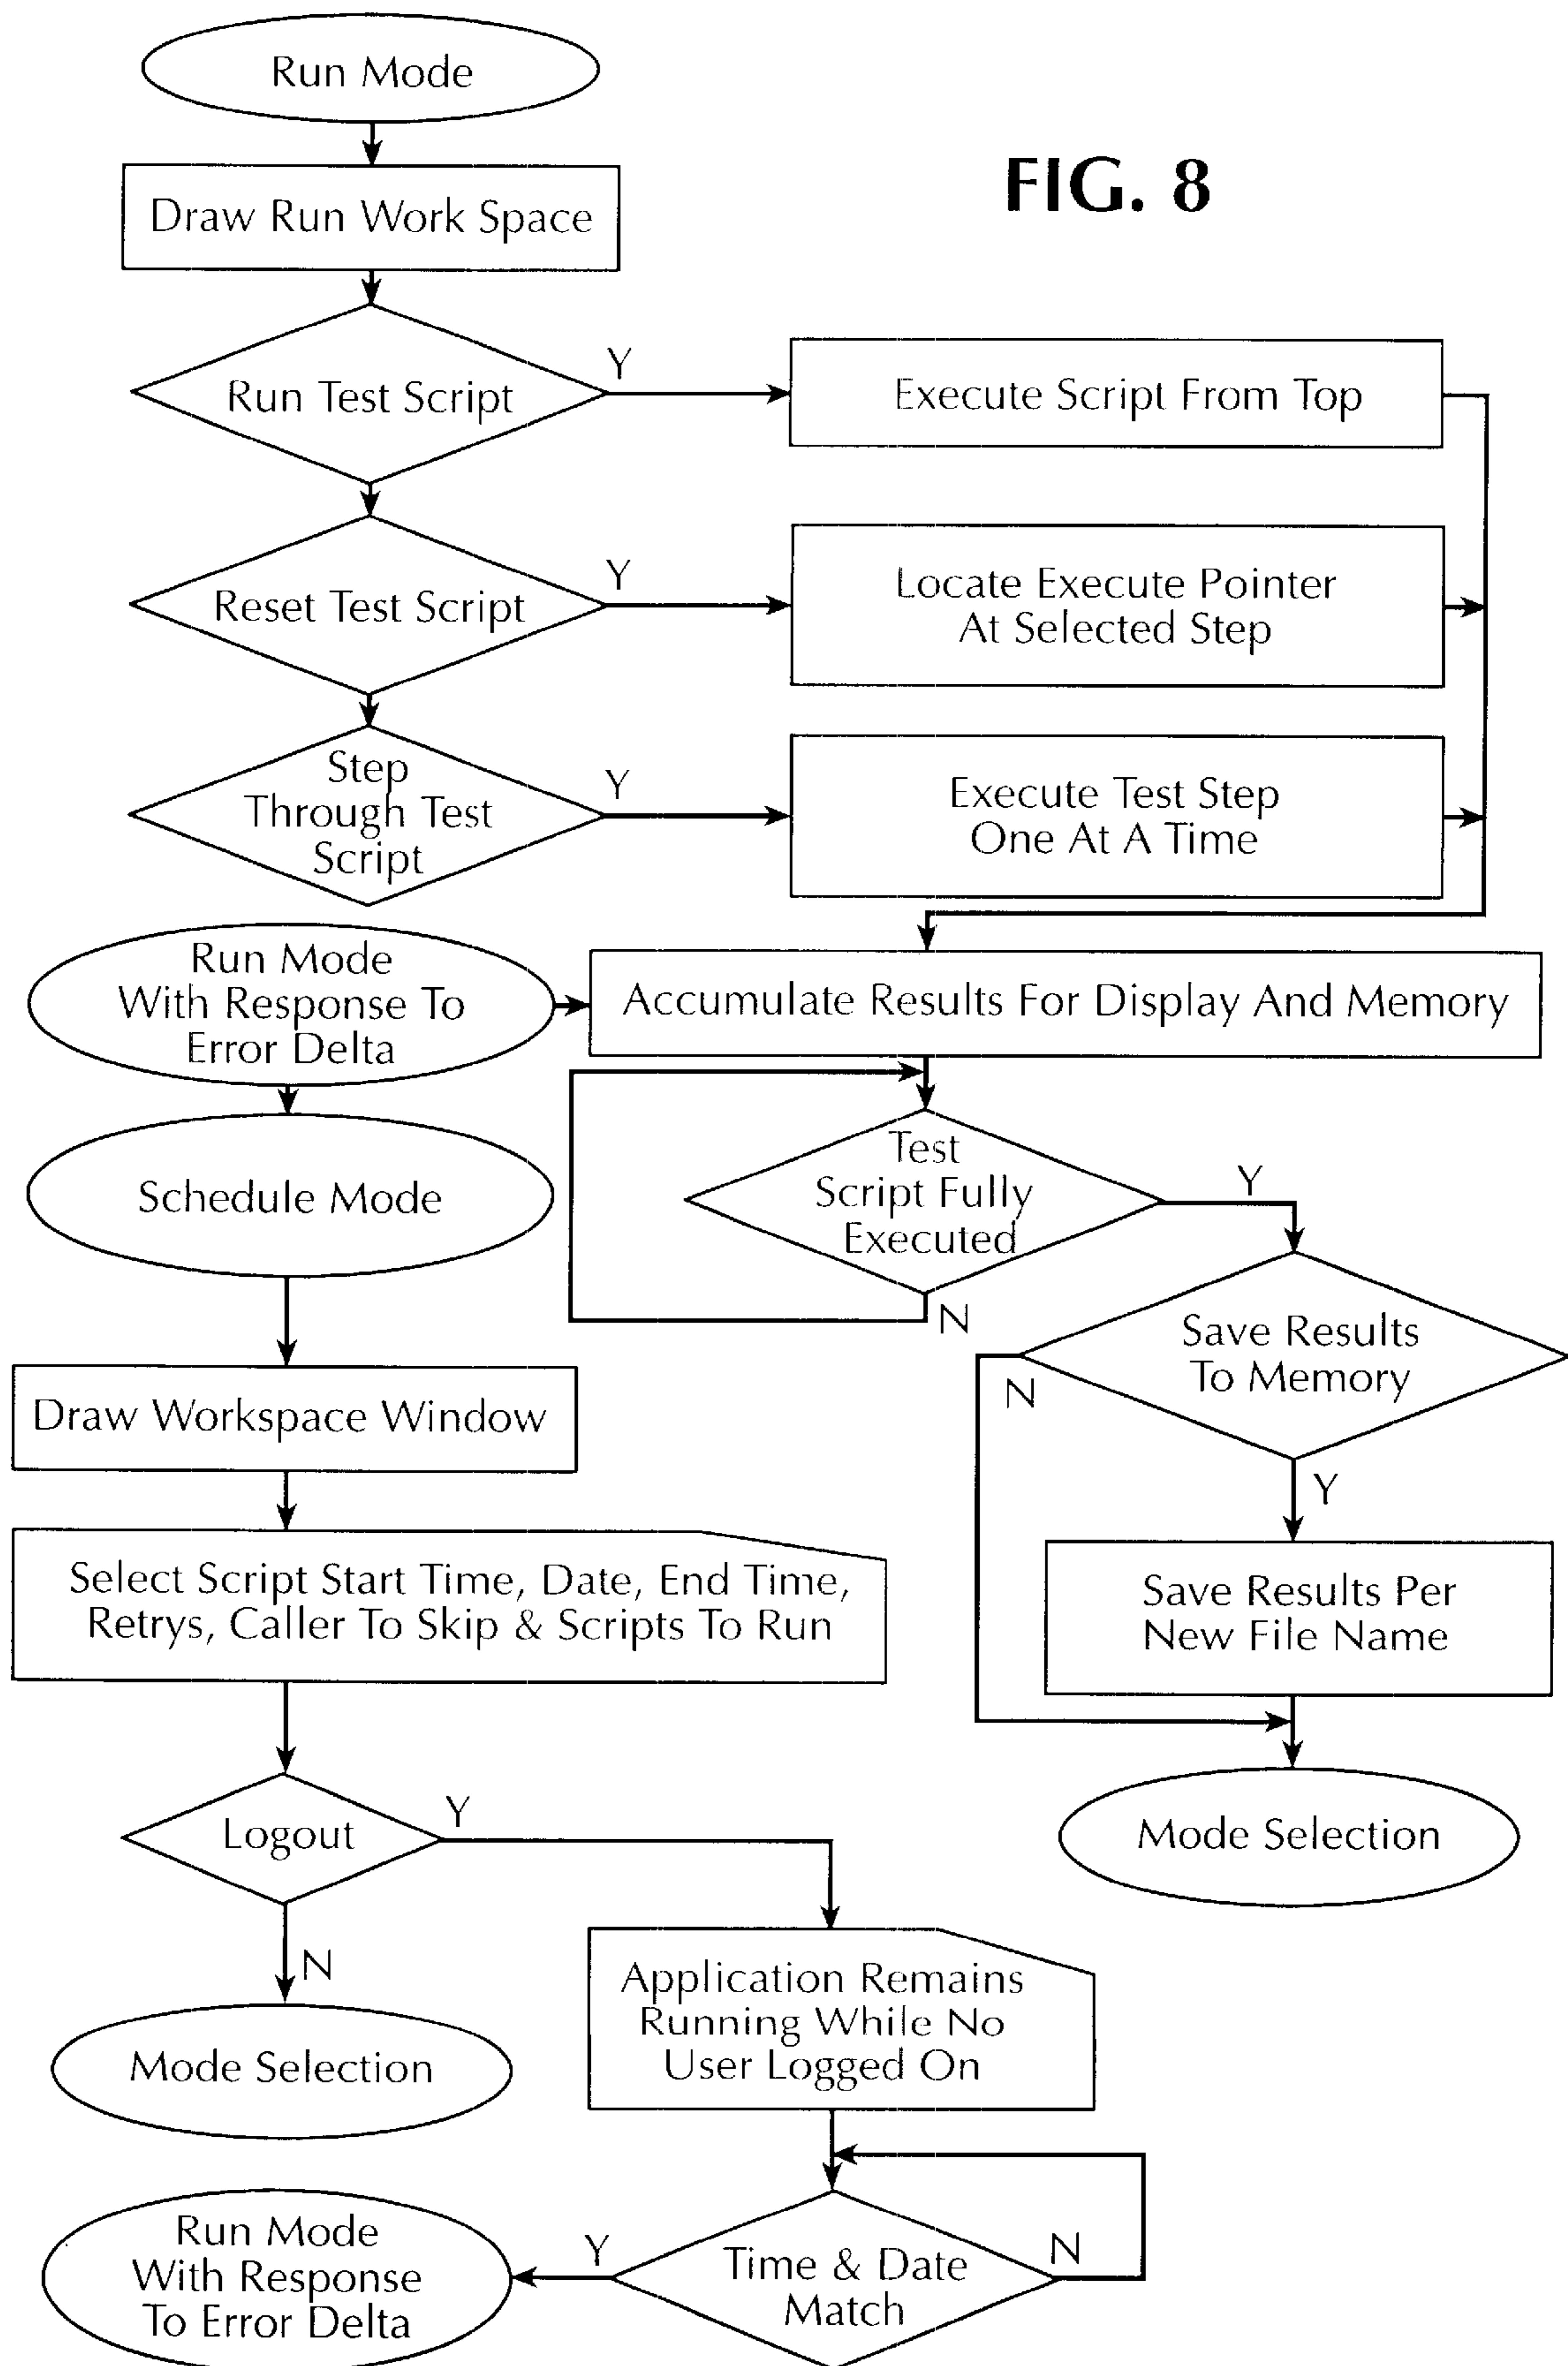 Run Mode
FIG. 8
Draw Run Work Space
Run Test Script
Y
Execute Script From Top
Reset Test Script
Y
Locate Execute Pointer
At Selected Step
Step
Through Test
Script
Y
Execute Test Step
One At A Time
Run Mode
With Response To
Error Delta
Accumulate Results For Display And Memory
Schedule Mode
Test
Script Fully
Executed
Y
N
Save Results
To Memory
N
Y
Draw Workspace Window
Select Script Start Time, Date, End Time,
Retrys, Caller To Skip & Scripts To Run
Save Results Per
New File Name
Mode Selection
Logout
Y
N
Mode Selection
Application Remains
Running While No
User Logged On
Run Mode
With Response
To Error Delta
Y
Time & Date
Match
N